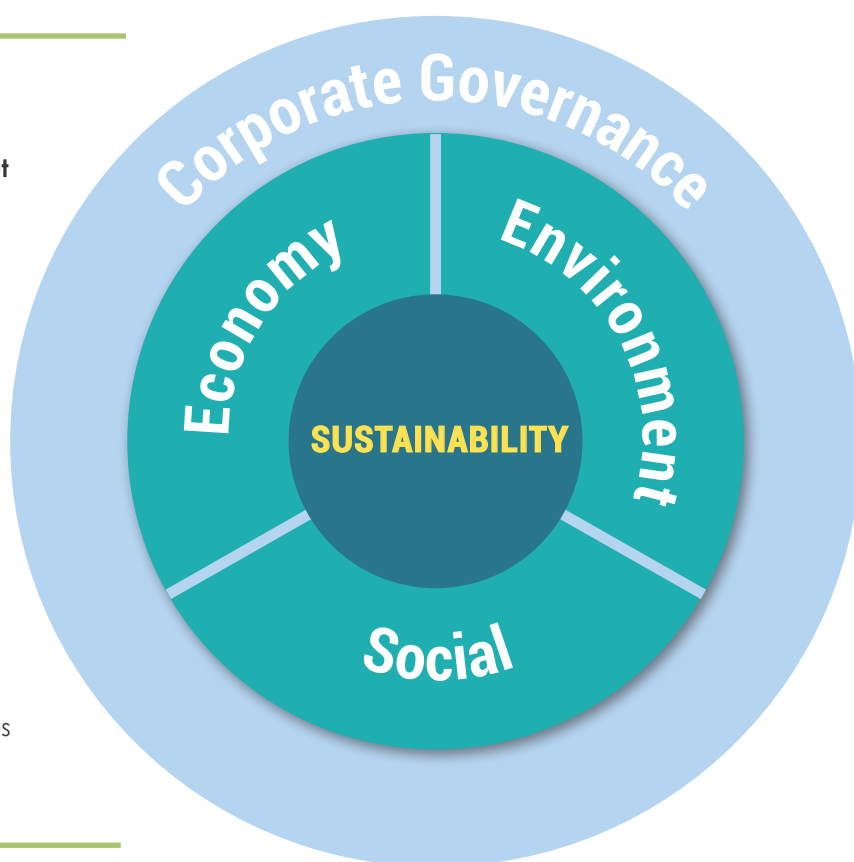 Corporate Governance
Economy
Environment
SUSTAINABILITY
Social